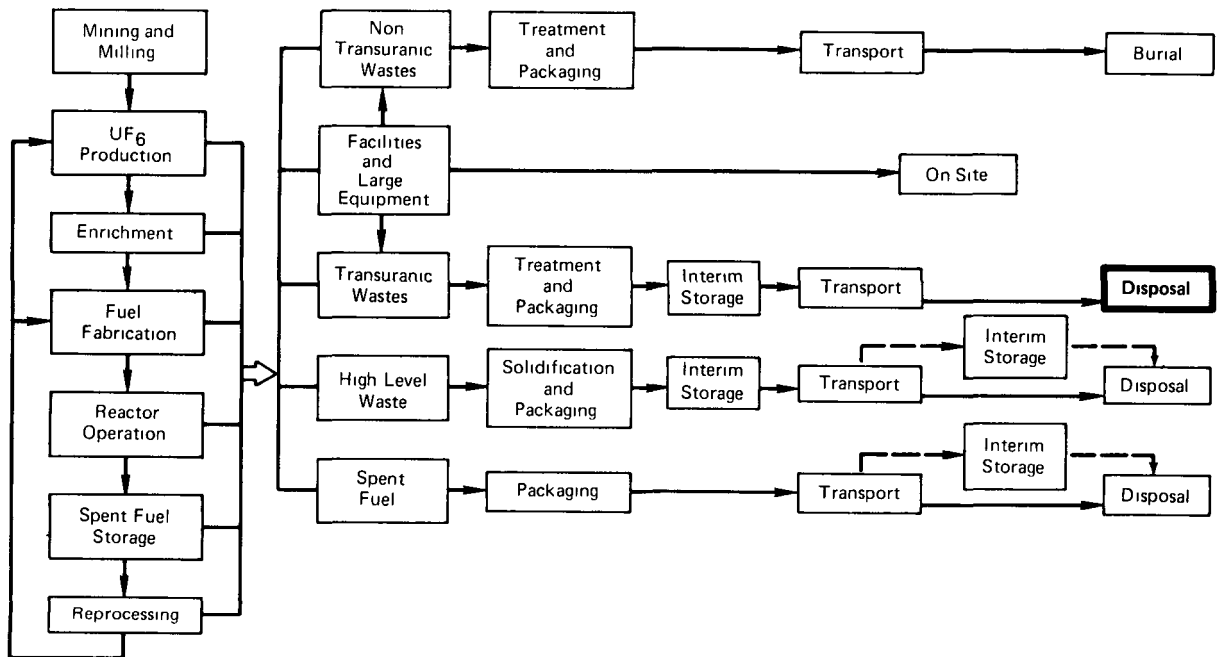 Mining and
Milling
UF6
Production
Enrichment
Fuel
Fabrication
Reactor
Operation
Spent Fuel
Storage
Reprocessing
Non
Transuranic
Wastes
Treatment
and
Packaging
Transport
Burial
Facilities
and
Large
Equipment
On Site
Transuranic
Wastes
Treatment
and
Packaging
Interim
Storage
Transport
Disposal
High Level
Waste
Solidification
and
Packaging
Interim
Storage
Transport
Interim
Storage
Disposal
Spent
Fuel
Packaging
Transport
Interim
Storage
Disposal